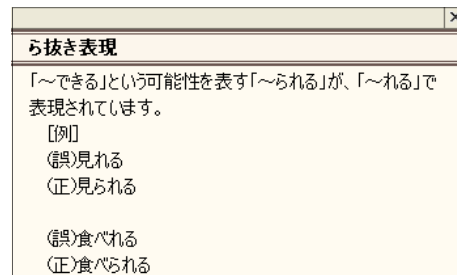 ら抜き表現
「～できる」という可能性を表す「～られる」が、「～れる」で
表現されています。
[例]
(誤)見れる
(正)見られる
(誤)食べれる
(正)食べられる